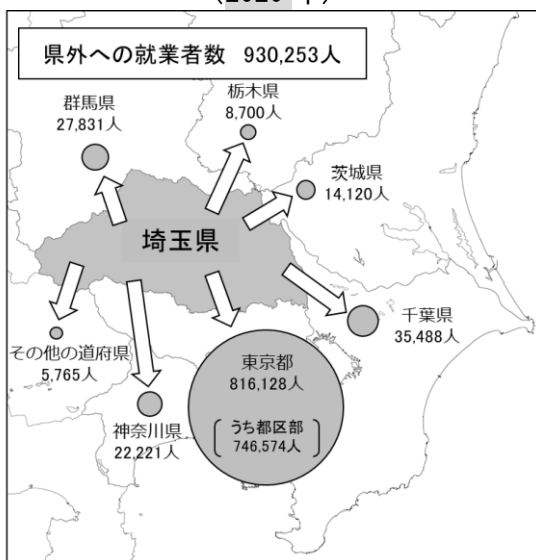 (2020 年)
県外への就業者数 930,253人
群馬県
27,831人
栃木県
8,700人
茨城県
14,120人
埼玉県
千葉県
35,488人
その他の道府県
5,765人
東京都
816,128人
うち都区部
746,574人
神奈川県
22,221人